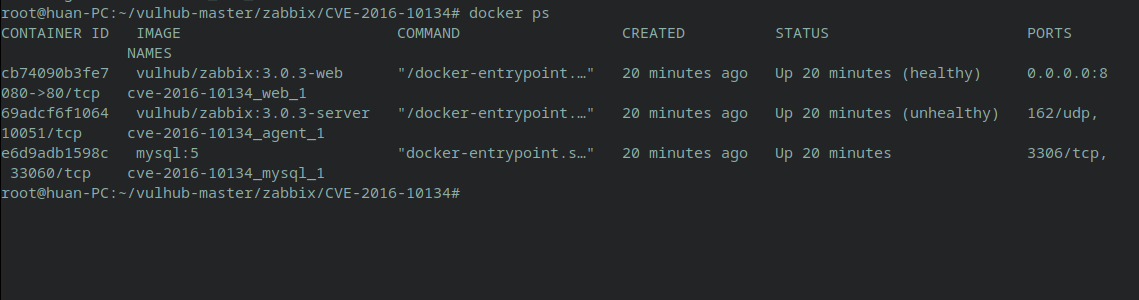 root@huan-PC:~/vulhub-master/zabbix/CVE-2016-10134# docker ps
CONTAINER ID   IMAGE                       COMMAND                  CREATED          STATUS                      PORTS
              NAMES
cb74090b3fe7   vulhub/zabbix:3.0.3-web     "/docker-entrypoint.…"   20 minutes ago   Up 20 minutes (healthy)     0.0.0.0:8
080->80/tcp   cve-2016-10134_web_1
69adcf6f1064   vulhub/zabbix:3.0.3-server   "/docker-entrypoint.…"   20 minutes ago   Up 20 minutes (unhealthy)   162/udp,
10051/tcp     cve-2016-10134_agent_1
e6d9adb1598c   mysql:5                     "docker-entrypoint.s…"   20 minutes ago   Up 20 minutes               3306/tcp,
 33060/tcp    cve-2016-10134_mysql_1
root@huan-PC:~/vulhub-master/zabbix/CVE-2016-10134#